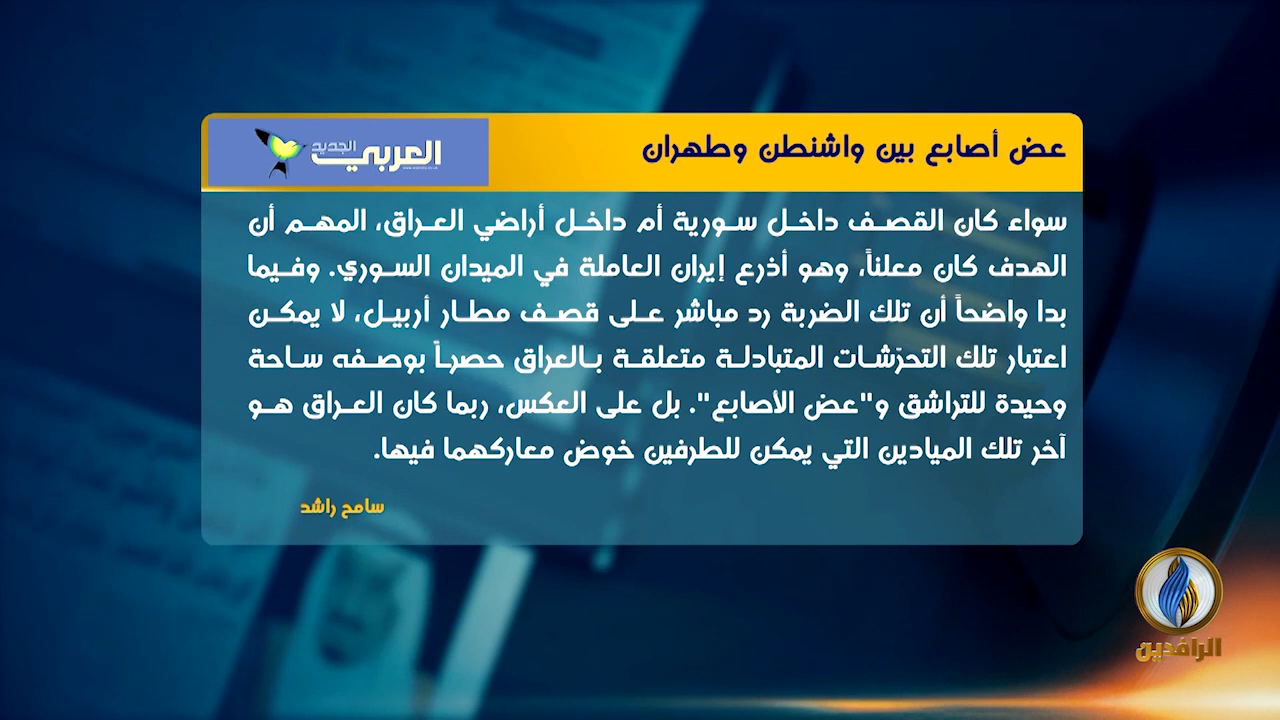 عض أصابع بين واشنطن وطهران
العربي الجديد
سواء كان القصف داخل سورية أم داخل أراضي العراق، المهم أن
الهدف كان معلناً، وهو أذرع إيران العاملة في الميدان السوري. وفيما
بدا واضحاً أن تلك الضربة رد مباشر على قصف مطار أربيل، لا يمكن
اعتبار تلك التحرّشات المتبادلة متعلقة بالعراق حصراً بوصفه ساحة
وحيدة للتراشق و"عض الأصابع". بل على العكس، ربما كان العراق هو
آخر تلك الميادين التي يمكن للطرفين خوض معاركهما فيها.
سامح راشد
الرافدين